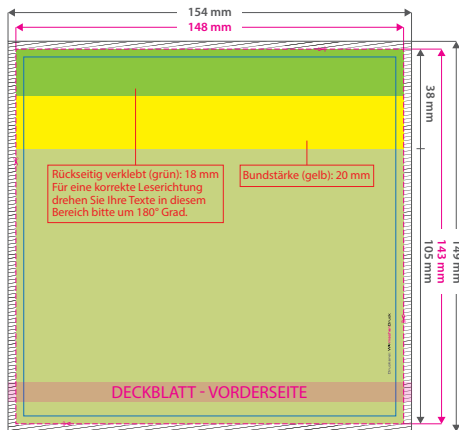 154 mm
148 mm
38 mm
Rückseitig verklebt (grün): 18 mm
Für eine korrekte Leserichtung
drehen Sie Ihre Texte in diesem
Bereich bitte um 180° Grad.
Bundstärke (gelb): 20 mm
105 mm
143 mm
149 mm
DECKBLATT - VORDERSEITE